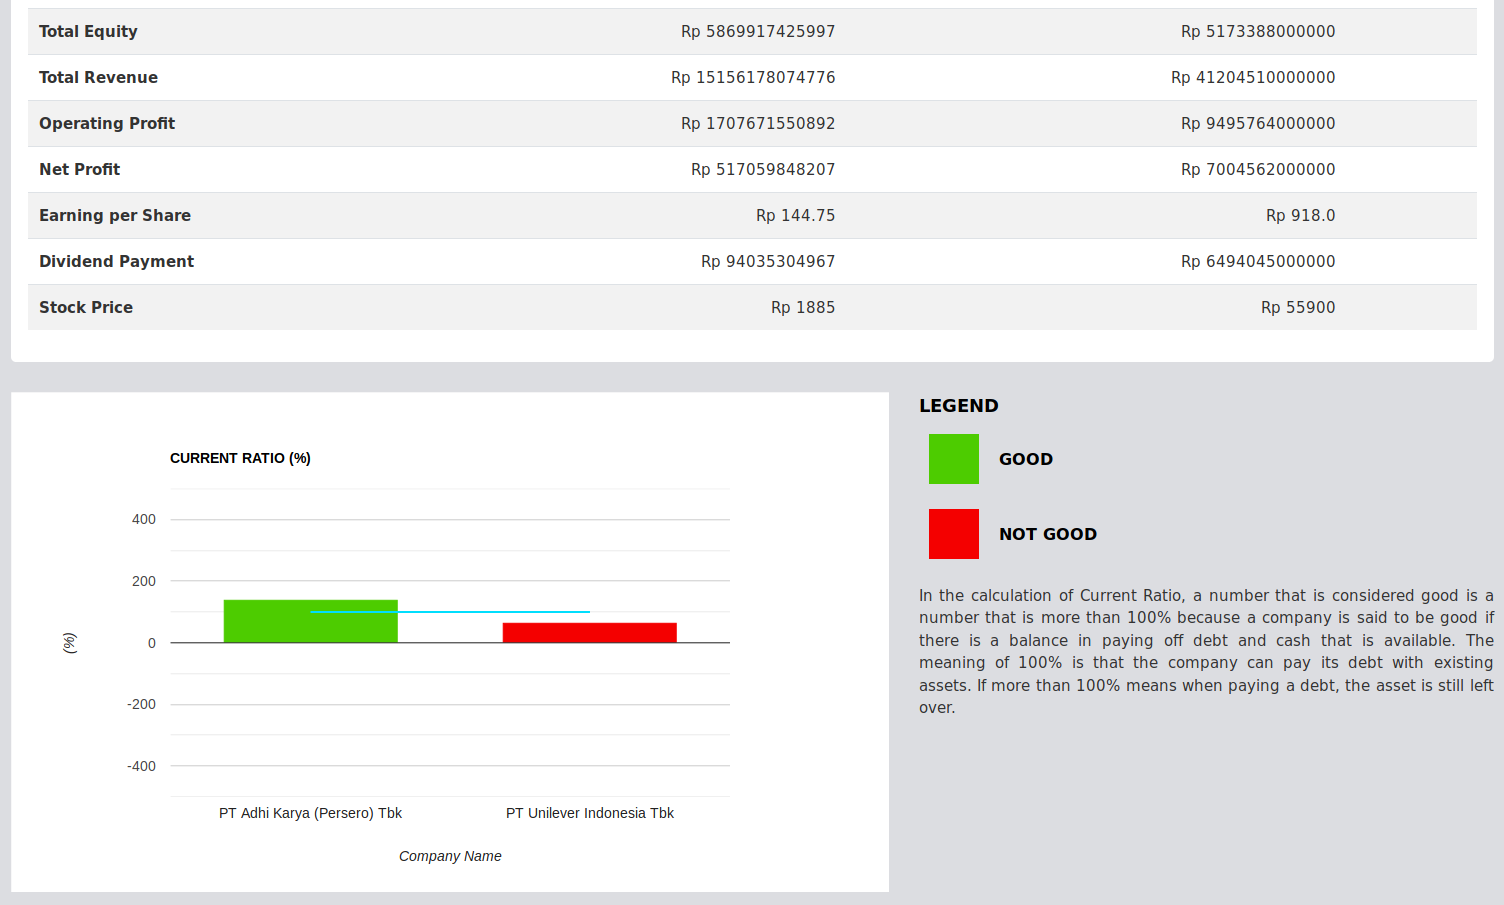 Total Equity Rp 5869917425997 Rp 5173388000000
Total Revenue Rp 15156178074776 Rp 41204510000000
Operating Profit Rp 1707671550892 Rp 9495764000000
Net Profit Rp 517059848207 Rp 7004562000000
Earning per Share Rp 144.75 Rp 918.0
Dividend Payment Rp 94035304967 Rp 6494045000000
Stock Price Rp 1885 Rp 55900
CURRENT RATIO (%)
400
200
0
-200
-400
(%)
PT Adhi Karya (Persero) Tbk PT Unilever Indonesia Tbk
Company Name
LEGEND
GOOD
NOT GOOD
In the calculation of Current Ratio, a number that is considered good is a
number that is more than 100% because a company is said to be good if
there is a balance in paying off debt and cash that is available. The
meaning of 100% is that the company can pay its debt with existing
assets. If more than 100% means when paying a debt, the asset is still left
over.